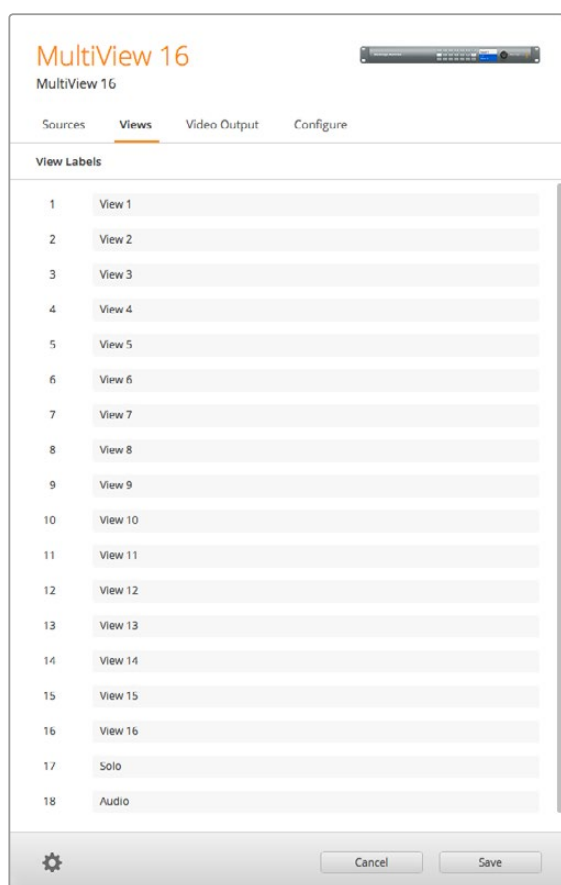 MultiView 16
MultiView 16
Sources Views Video Output Configure
View Labels
1 View 1
2 View 2
3 View 3
4 View 4
5 View 5
6 View 6
7 View 7
8 View 8
9 View 9
10 View 10
11 View 11
12 View 12
13 View 13
14 View 14
15 View 15
16 View 16
17 Solo
18 Audio
Cancel Save